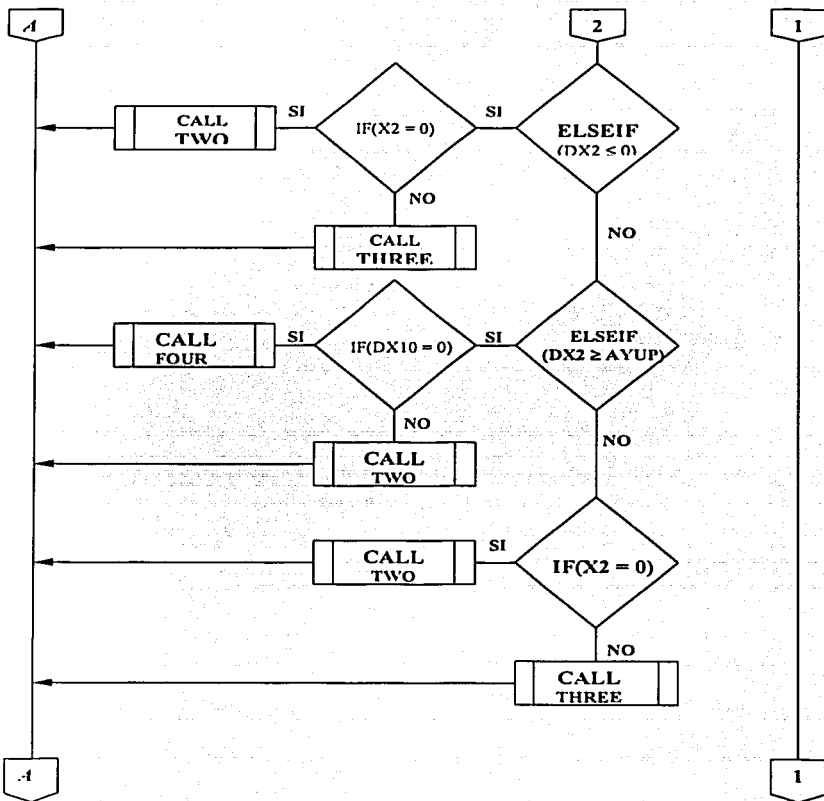 A
2
1
CALL
TWO
SI
IF(X2 = 0)
SI
ELSEIF
(DX2 ≤ 0)
NO
CALL
THREE
NO
CALL
FOUR
SI
IF(DX10 = 0)
SI
ELSEIF
(DX2 ≥ AYUP)
NO
CALL
TWO
NO
CALL
TWO
SI
IF(X2 = 0)
NO
CALL
THREE
A
1